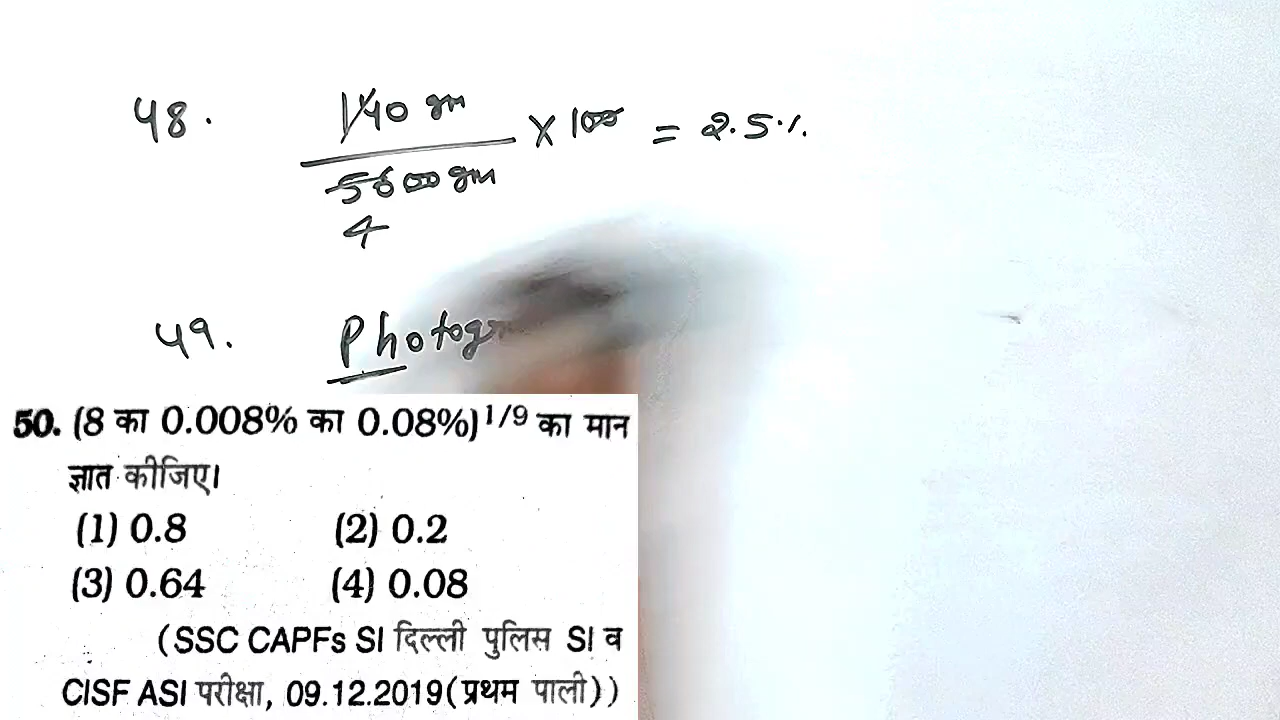 48. 140 gm / 5600 gm × 100 = 2.5%
4
49.
50. (8 का 0.008% का 0.08%)^1/9 का मान
ज्ञात कीजिए।
(1) 0.8 (2) 0.2
(3) 0.64 (4) 0.08
(SSC CAPFs SI दिल्ली पुलिस SI व
CISF ASI परीक्षा, 09.12.2019(प्रथम पाली))